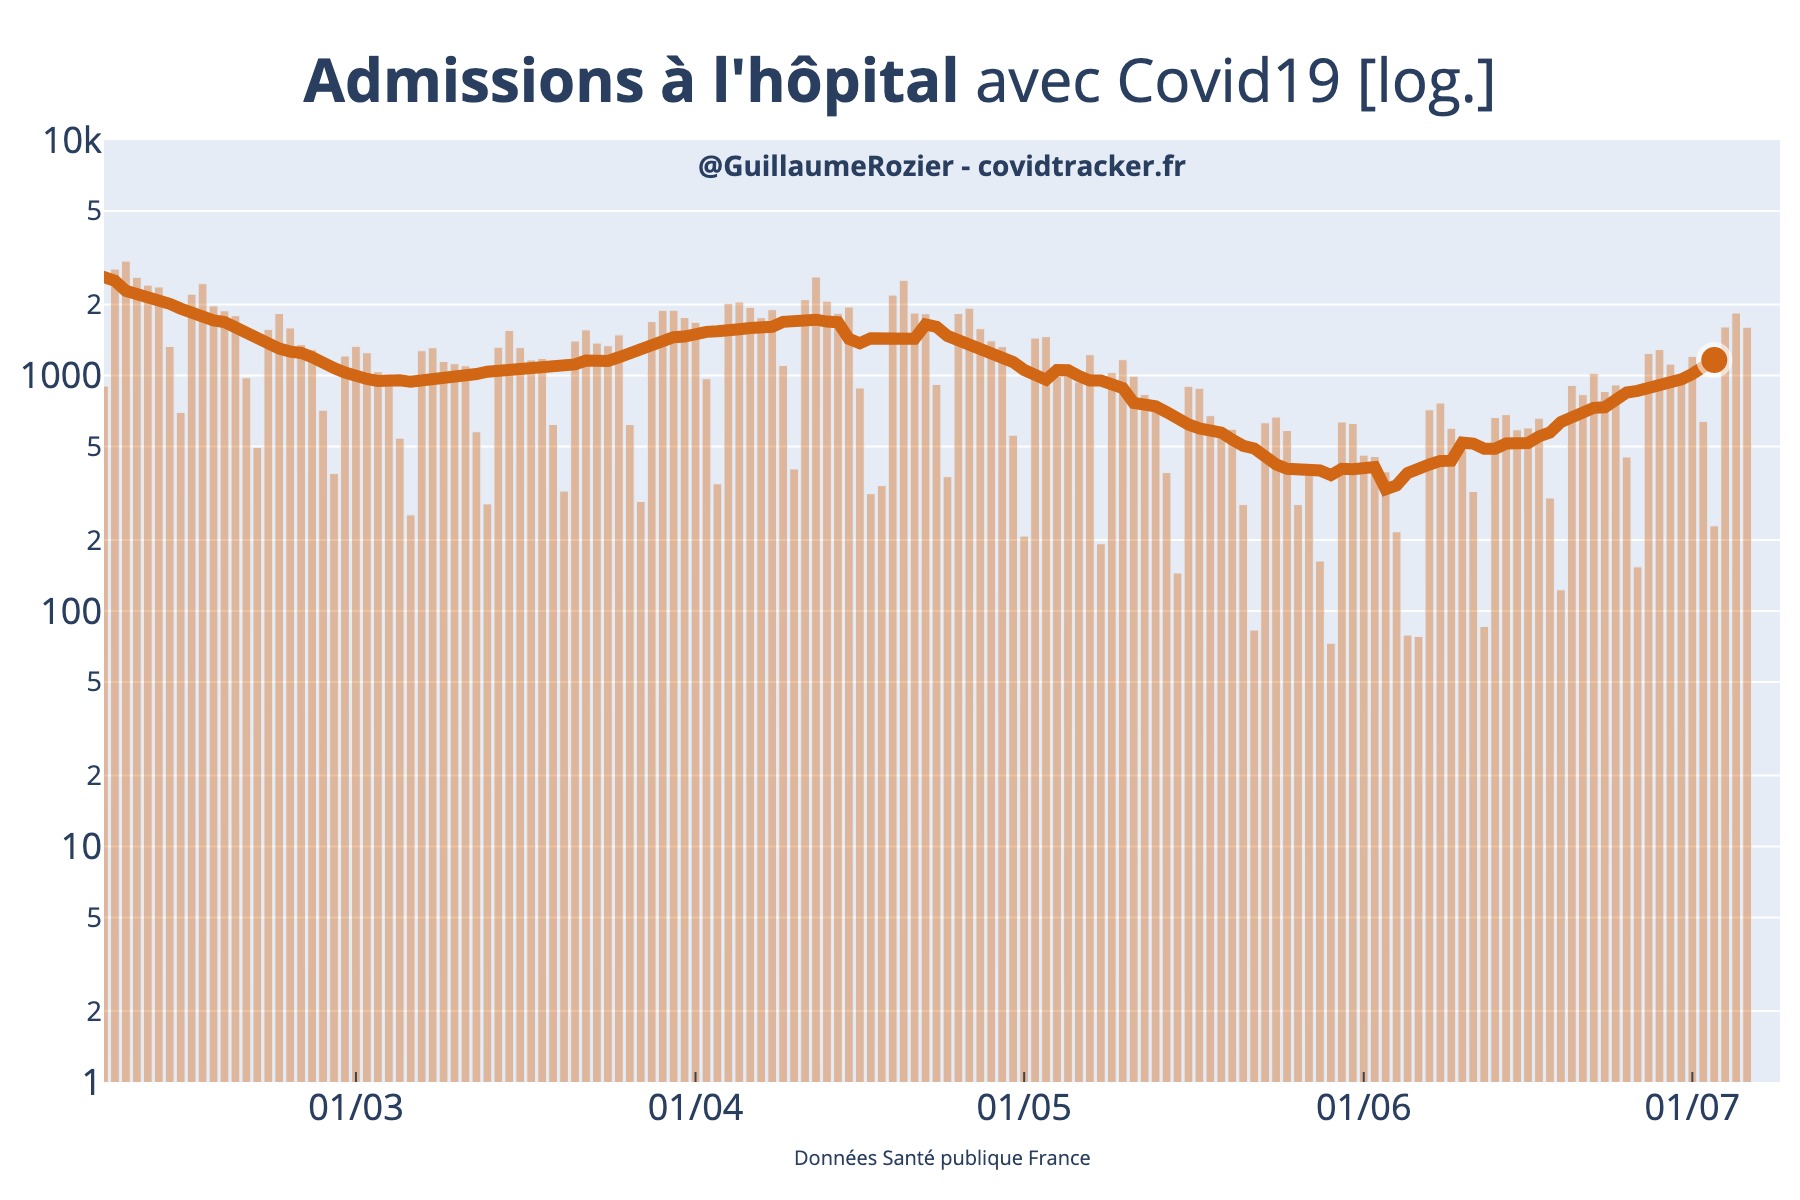 Admissions à l'hôpital avec Covid19 [log.]
@GuillaumeRozier - covidtracker.fr
10k
5
2
1000
5
2
100
5
2
10
5
2
1
01/03 01/04 01/05 01/06 01/07
Données Santé publique France